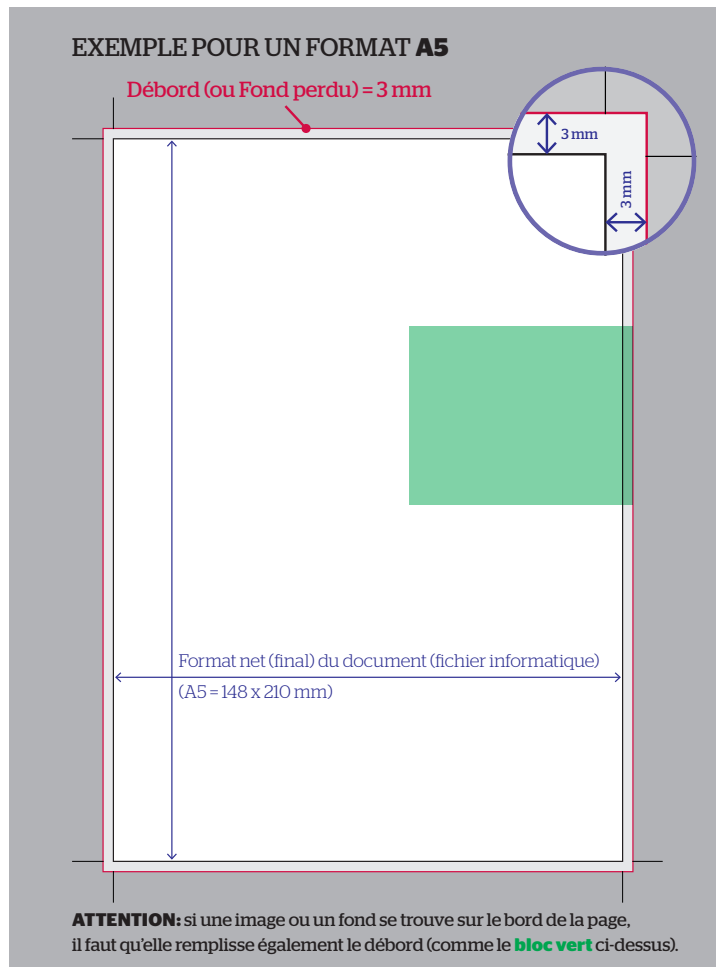 EXEMPLE POUR UN FORMAT A5
Débord (ou Fond perdu) = 3 mm
3 mm
3 mm
Format net (final) du document (fichier informatique)
(A5 = 148 x 210 mm)
ATTENTION: si une image ou un fond se trouve sur le bord de la page,
il faut qu'elle remplisse également le débord (comme le bloc vert ci-dessus).